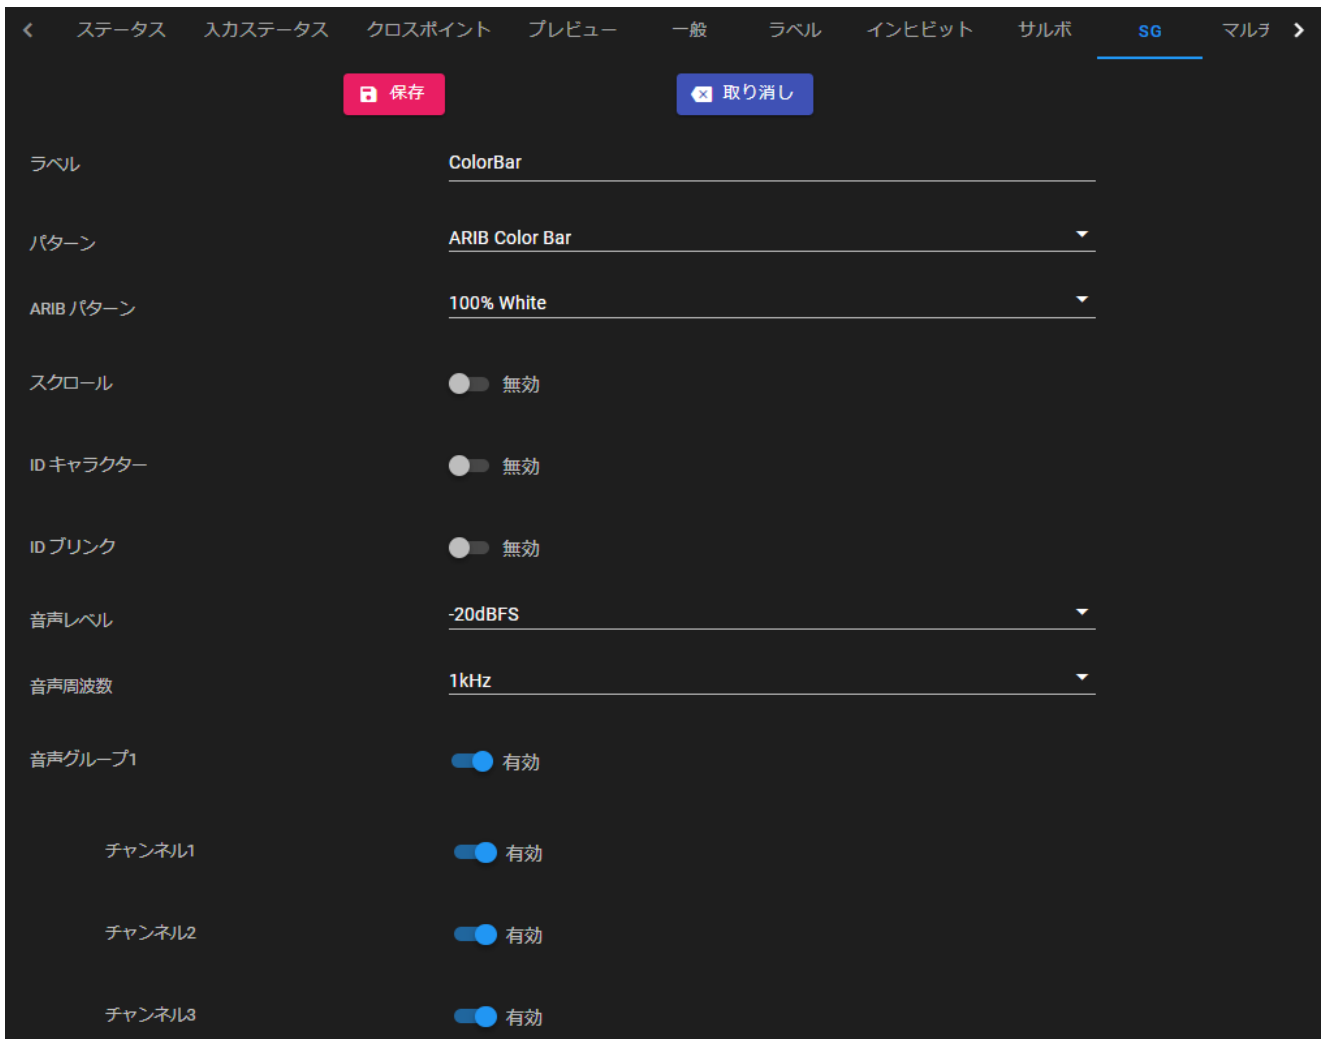 ステータス 入力ステータス クロスポイント プレビュー 一般 ラベル インヒビット サルボ SG マルチ
保存 取り消し
ラベル ColorBar
パターン ARIB Color Bar
ARIB パターン 100% White
スクロール 無効
ID キャラクター 無効
ID ブリンク 無効
音声レベル -20dBFS
音声周波数 1kHz
音声グループ1 有効
チャンネル1 有効
チャンネル2 有効
チャンネル3 有効